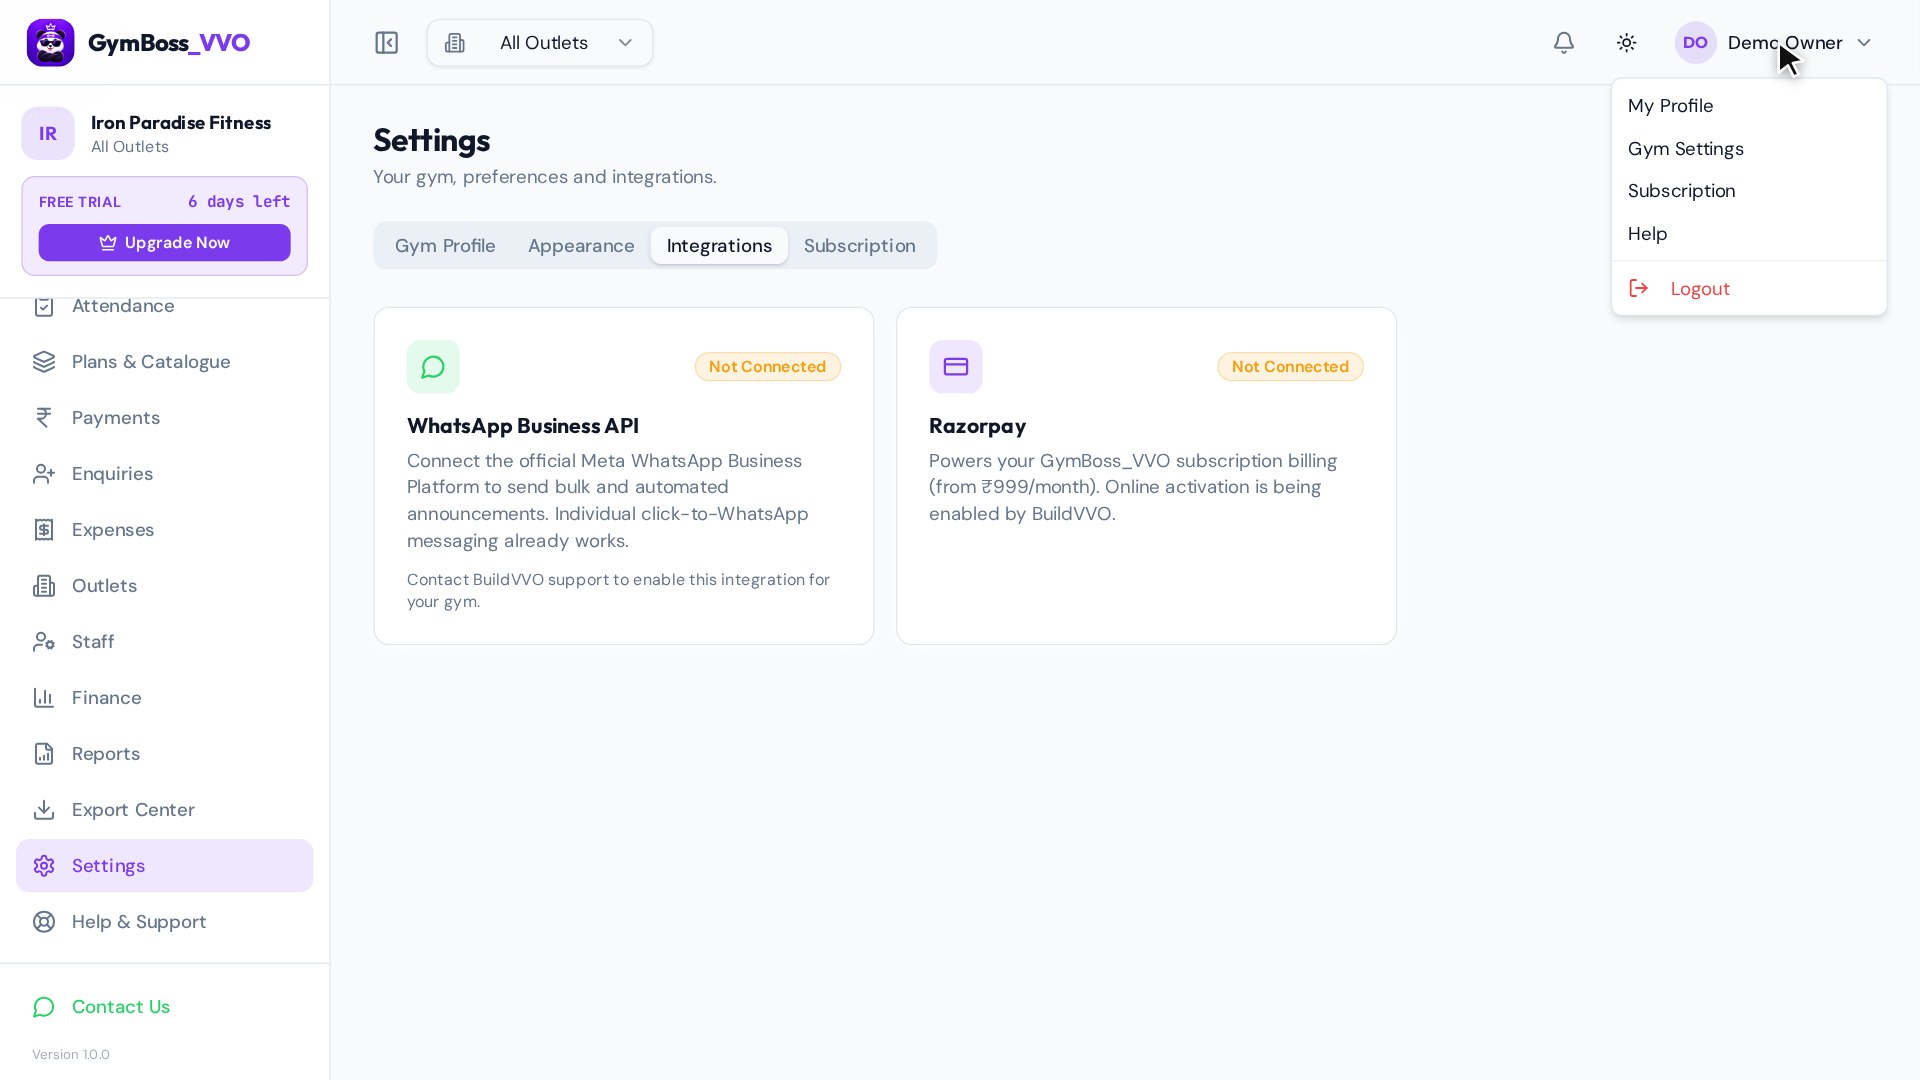 GymBoss_VVO
All Outlets
DO
Demo Owner
IR
Iron Paradise Fitness
All Outlets
FREE TRIAL 6 days left
Upgrade Now
Attendance
Plans & Catalogue
Payments
Enquiries
Expenses
Outlets
Staff
Finance
Reports
Export Center
Settings
Help & Support
Contact Us
Version 1.0.0
Settings
Your gym, preferences and integrations.
Gym Profile
Appearance
Integrations
Subscription
Not Connected
WhatsApp Business API
Connect the official Meta WhatsApp Business
Platform to send bulk and automated
announcements. Individual click-to-WhatsApp
messaging already works.
Contact BuildVVO support to enable this integration for
your gym.
Not Connected
Razorpay
Powers your GymBoss_VVO subscription billing
(from ₹999/month). Online activation is being
enabled by BuildVVO.
My Profile
Gym Settings
Subscription
Help
Logout